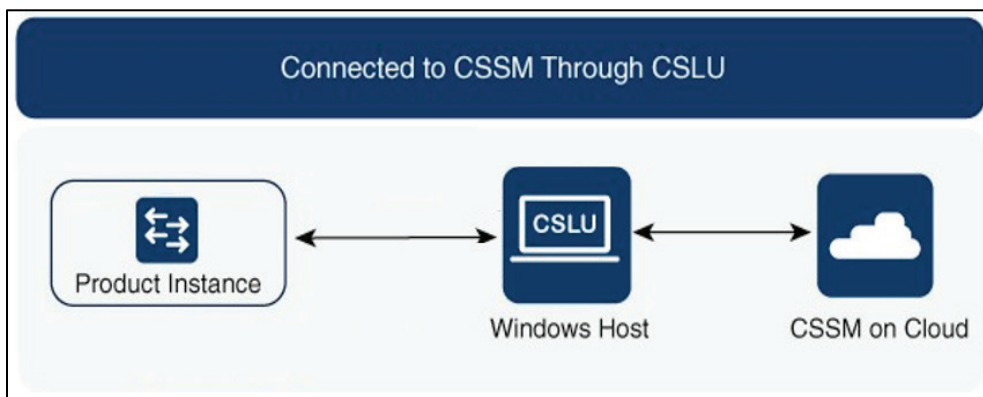 Connected to CSSM Through CSLU
CSLU
Product Instance
Windows Host
CSSM on Cloud